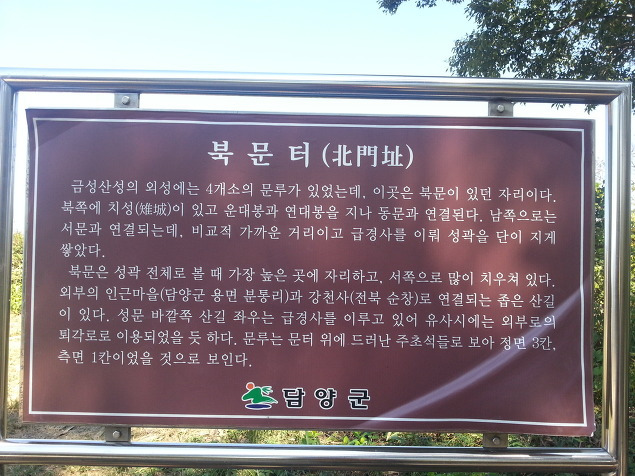 북 문 터 (北門址)
금성산성의 외성에는 4개소의 문루가 있었는데, 이곳은 북문이 있던 자리이다.
북쪽에 치성(雉城)이 있고 운대봉과 연대봉을 지나 동문과 연결된다. 남쪽으로는
서문과 연결되는데, 비교적 가까운 거리이고 급경사를 이뤄 성곽을 단이 지게
쌓았다.
북문은 성곽 전체로 볼 때 가장 높은 곳에 자리하고, 서쪽으로 많이 치우쳐 있다.
외부의 인근마을(담양군 용면 분통리)과 강천사(전북 순창)로 연결되는 좁은 산길
이 있다. 성문 바깥쪽 산길 좌우는 급경사를 이루고 있어 유사시에는 외부로의
퇴각로로 이용되었을 듯 하다. 문루는 문터 위에 드러난 주초석들로 보아 정면 3칸,
측면 1칸이었을 것으로 보인다.
담양군